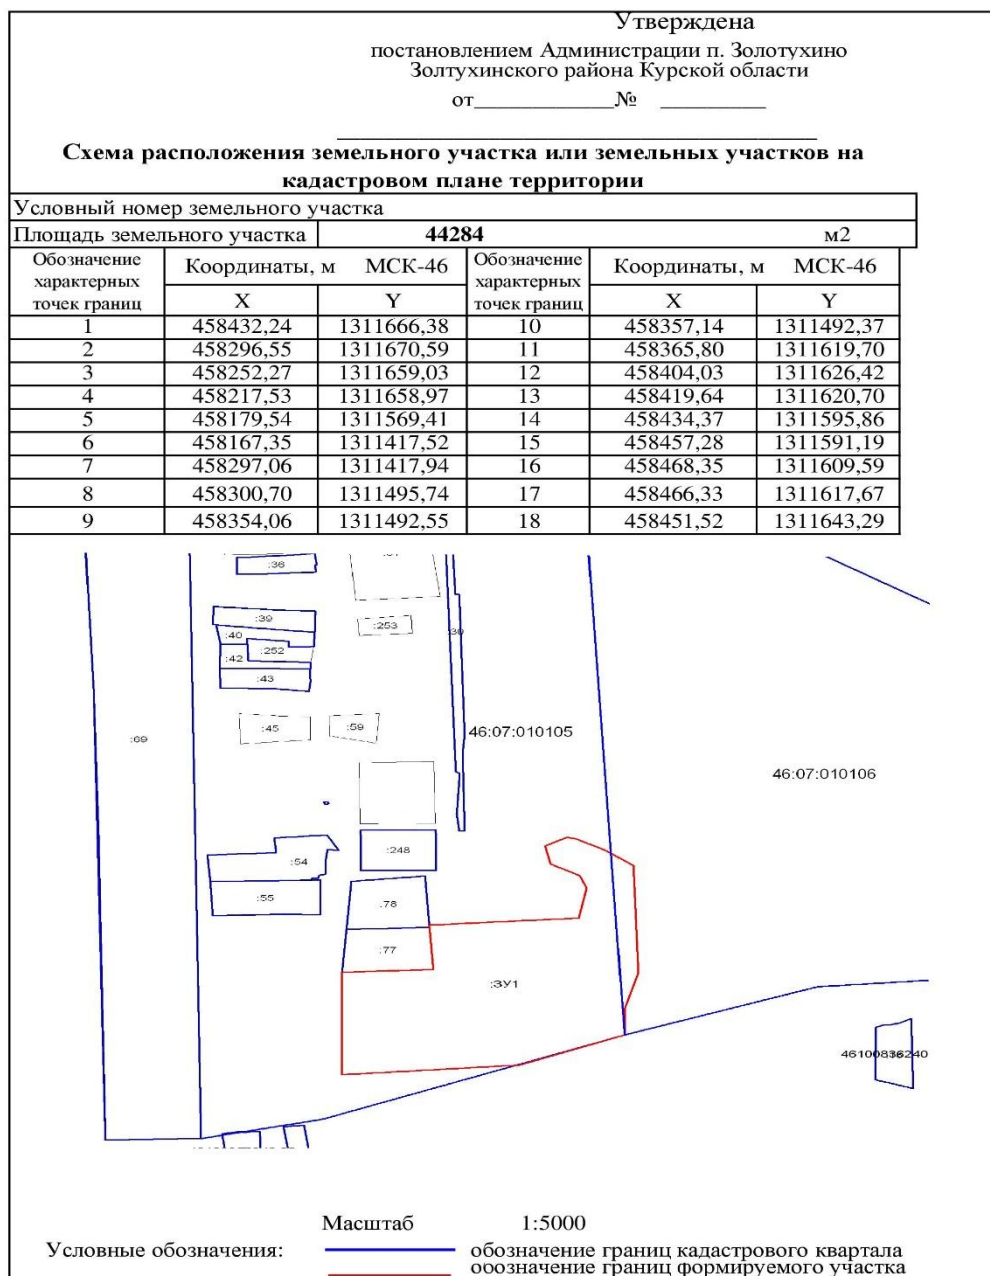 Утверждена
постановлением Администрации п. Золотухино
Золтухинского района Курской области
от____________№ _________
Схема расположения земельного участка или земельных участков на
кадастровом плане территории
Условный номер земельного участка
Площадь земельного участка 44284 м2
Обозначение характерных точек границ Координаты, м МСК-46 Обозначение характерных точек границ Координаты, м МСК-46
X Y X Y
1 458432,24 1311666,38 10 458357,14 1311492,37
2 458296,55 1311670,59 11 458365,80 1311619,70
3 458252,27 1311659,03 12 458404,03 1311626,42
4 458217,53 1311658,97 13 458419,64 1311620,70
5 458179,54 1311569,41 14 458434,37 1311595,86
6 458167,35 1311417,52 15 458457,28 1311591,19
7 458297,06 1311417,94 16 458468,35 1311609,59
8 458300,70 1311495,74 17 458466,33 1311617,67
9 458354,06 1311492,55 18 458451,52 1311643,29
:36
:39
:253
:40
:30
:252
:42
:43
:45
:59
46:07:010105
:69
46:07:010106
:248
:54
:55
:78
:77
:ЗУ1
Масштаб 1:5000
Условные обозначения:
обозначение границ кадастрового квартала
обозначение границ формируемого участка